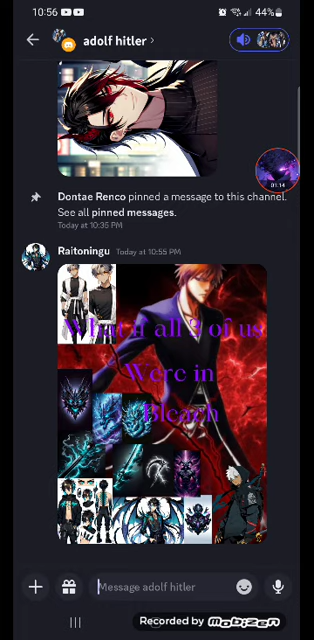 10:56
44%
adolf hitler
01:14
Dontae Renco pinned a message to this channel.
See all pinned messages.
Today at 10:35 PM
Raitoningu Today at 10:55 PM
What if all 3 of us
Were in
Bleach
Message adolf hitler
Recorded by Mobizen